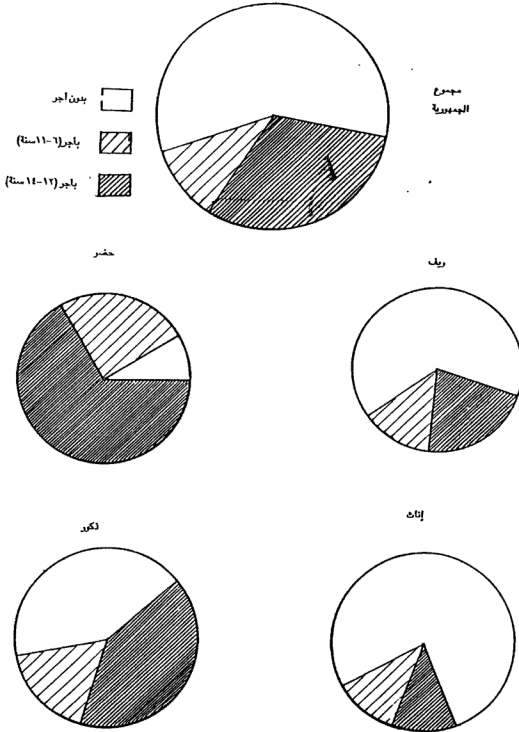 مجموع
الجمهورية
بدون أجر
بأجر (٦-١١ سنة)
بأجر (١٢-١٤ سنة)
حضر
ريف
ذكور
إناث